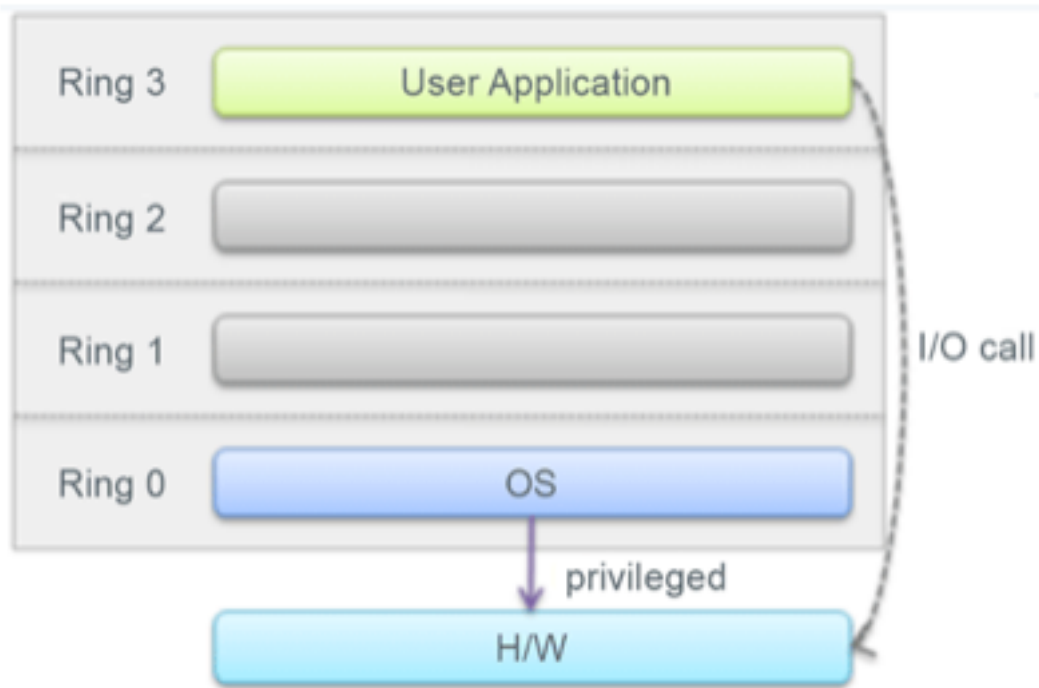 Ring 3
User Application
Ring 2
Ring 1
I/O call
Ring 0
OS
privileged
H/W